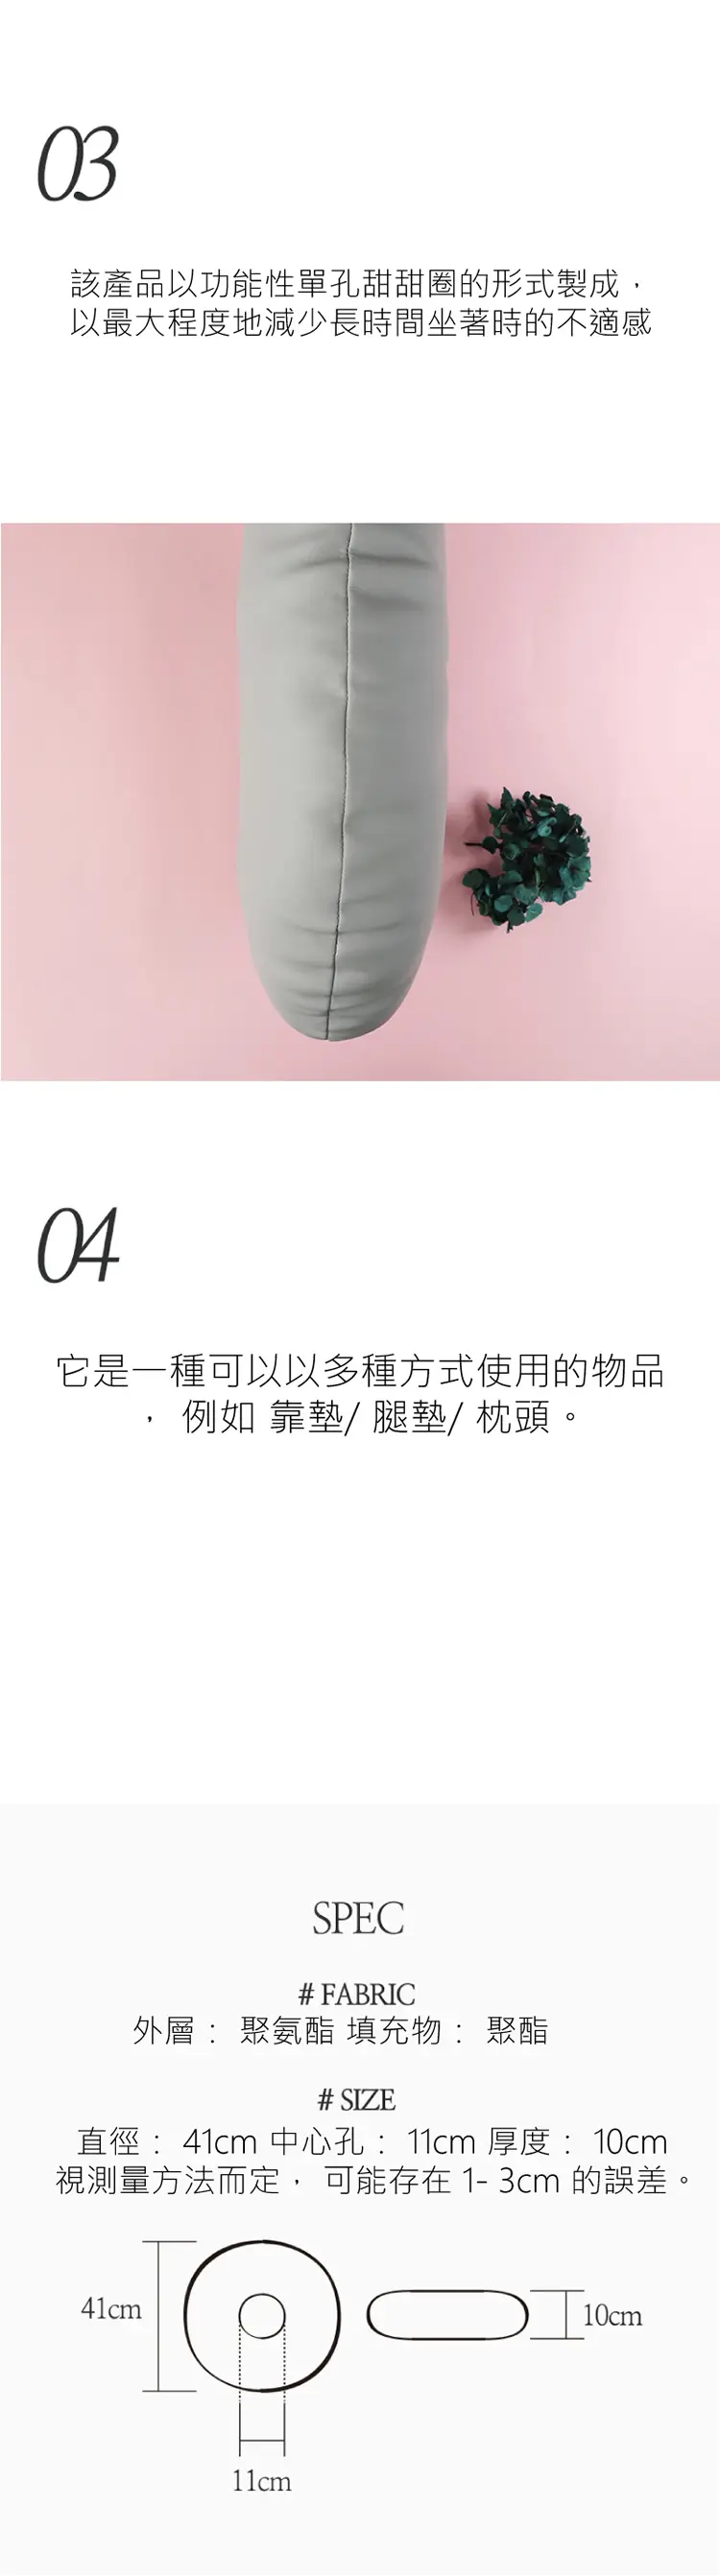 03
該產品以功能性單孔甜甜圈的形式製成，
以最大程度地減少長時間坐著時的不適感
04
它是一種可以以多種方式使用的物品
， 例如 靠墊/ 腿墊/ 枕頭。
SPEC
# FABRIC
外層： 聚氨酯 填充物： 聚酯
# SIZE
直徑： 41cm 中心孔： 11cm 厚度： 10cm
視測量方法而定， 可能存在 1- 3cm 的誤差。
41cm
10cm
11cm